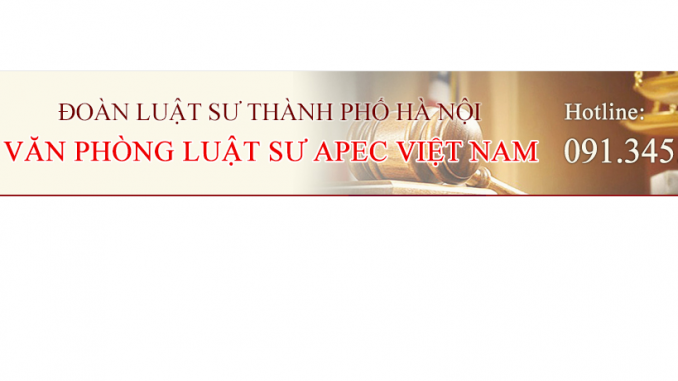 ĐOÀN LUẬT SƯ THÀNH PHỐ HÀ NỘI
VĂN PHÒNG LUẬT SƯ APEC VIỆT NAM
Hotline:
091.345